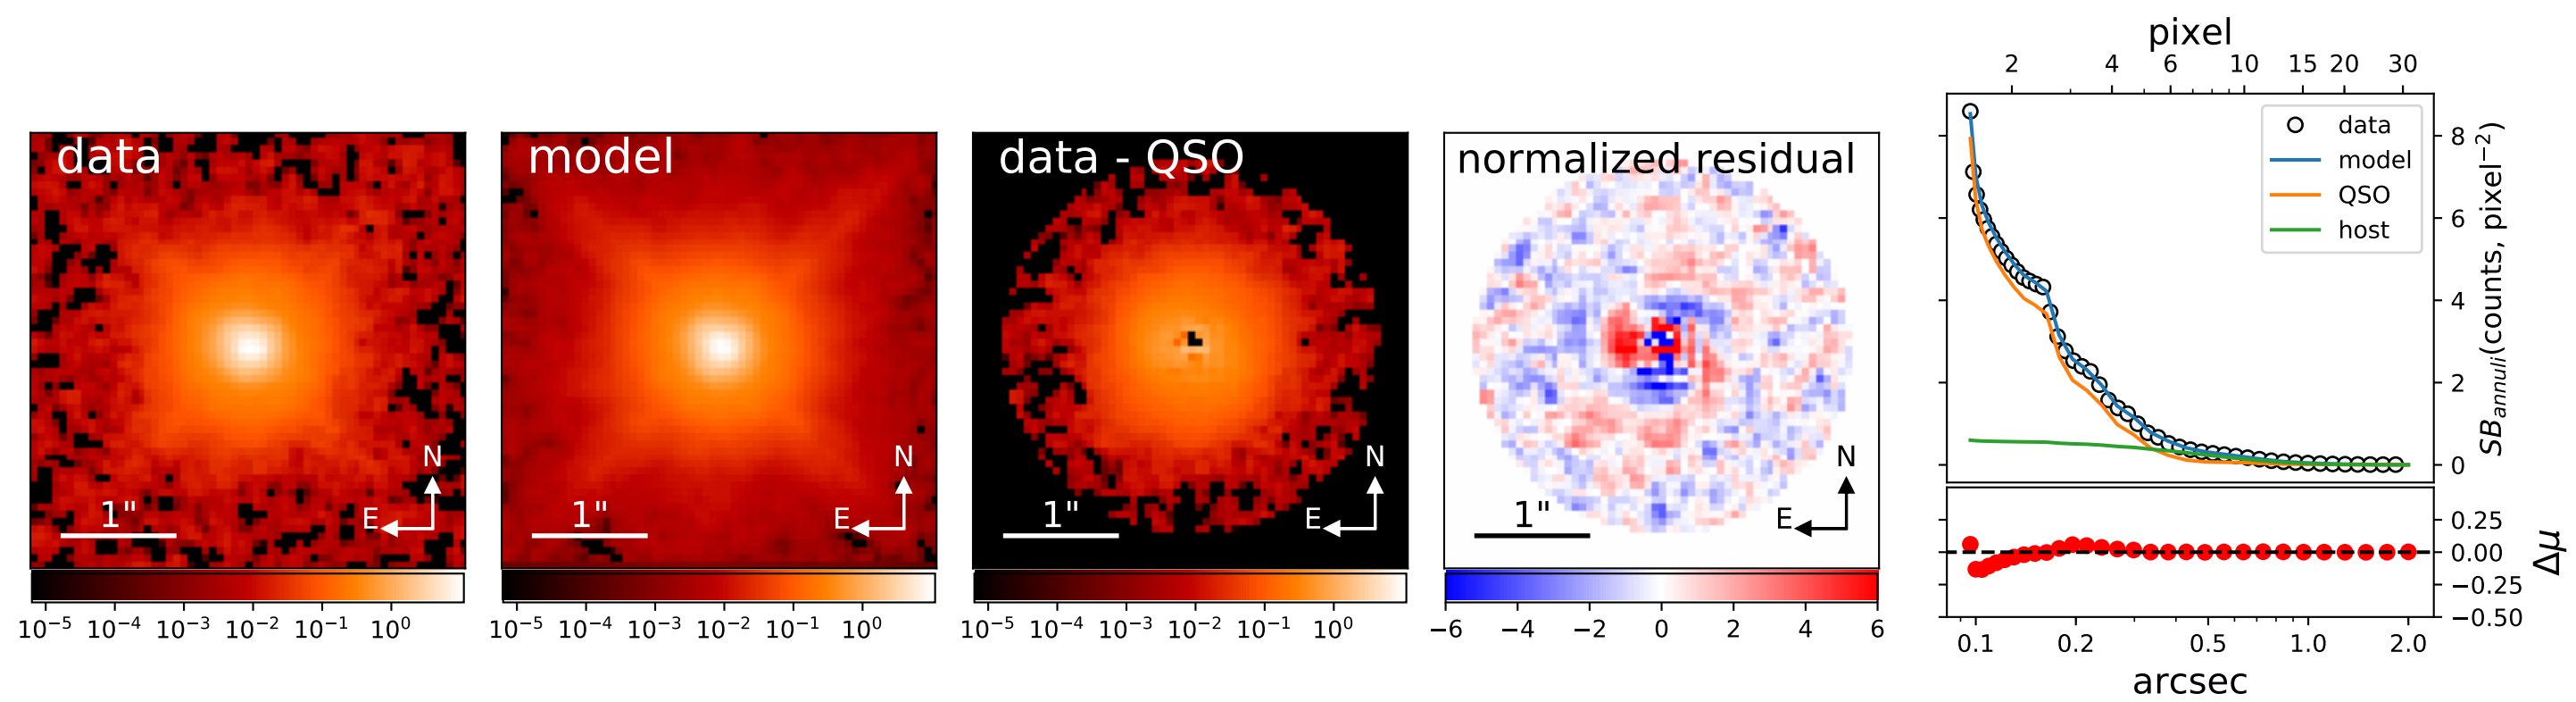 data
N
E
1"
10⁻⁵ 10⁻⁴ 10⁻³ 10⁻² 10⁻¹ 10⁰
model
N
E
1"
10⁻⁵ 10⁻⁴ 10⁻³ 10⁻² 10⁻¹ 10⁰
data - QSO
N
E
1"
10⁻⁵ 10⁻⁴ 10⁻³ 10⁻² 10⁻¹ 10⁰
normalized residual
N
E
1"
−6 −4 −2 0 2 4 6
pixel
2 4 6 10 15 20 30
data
model
QSO
host
8
6
4
2
0
SB_annuli(counts, pixel⁻²)
0.25
0.00
−0.25
−0.50
Δμ
0.1 0.2 0.5 1.0 2.0
arcsec